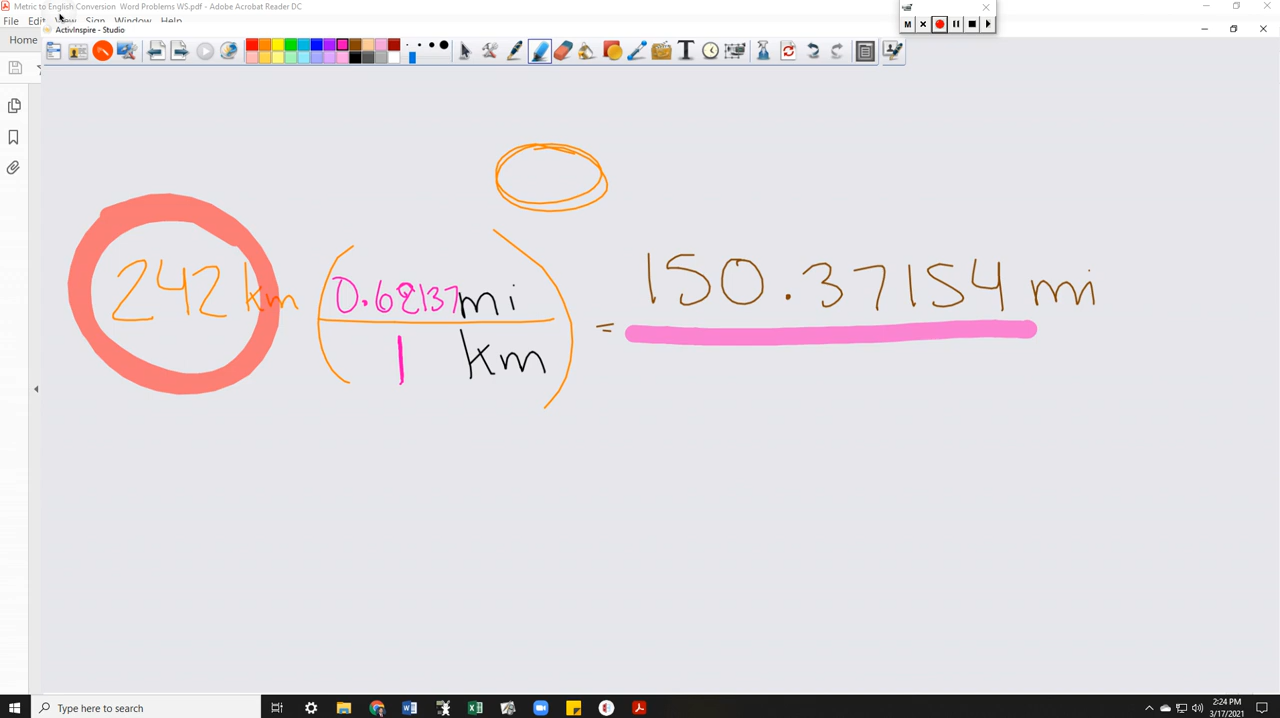 Metric to English Conversion Word Problems WS.pdf - Adobe Acrobat Reader DC
File Edit View Sign Window Help
ActivInspire - Studio
Home
M
T
242 km ( 0.62137 mi / 1 km ) = 150.37154 mi
Type here to search
2:24 PM
3/17/2021